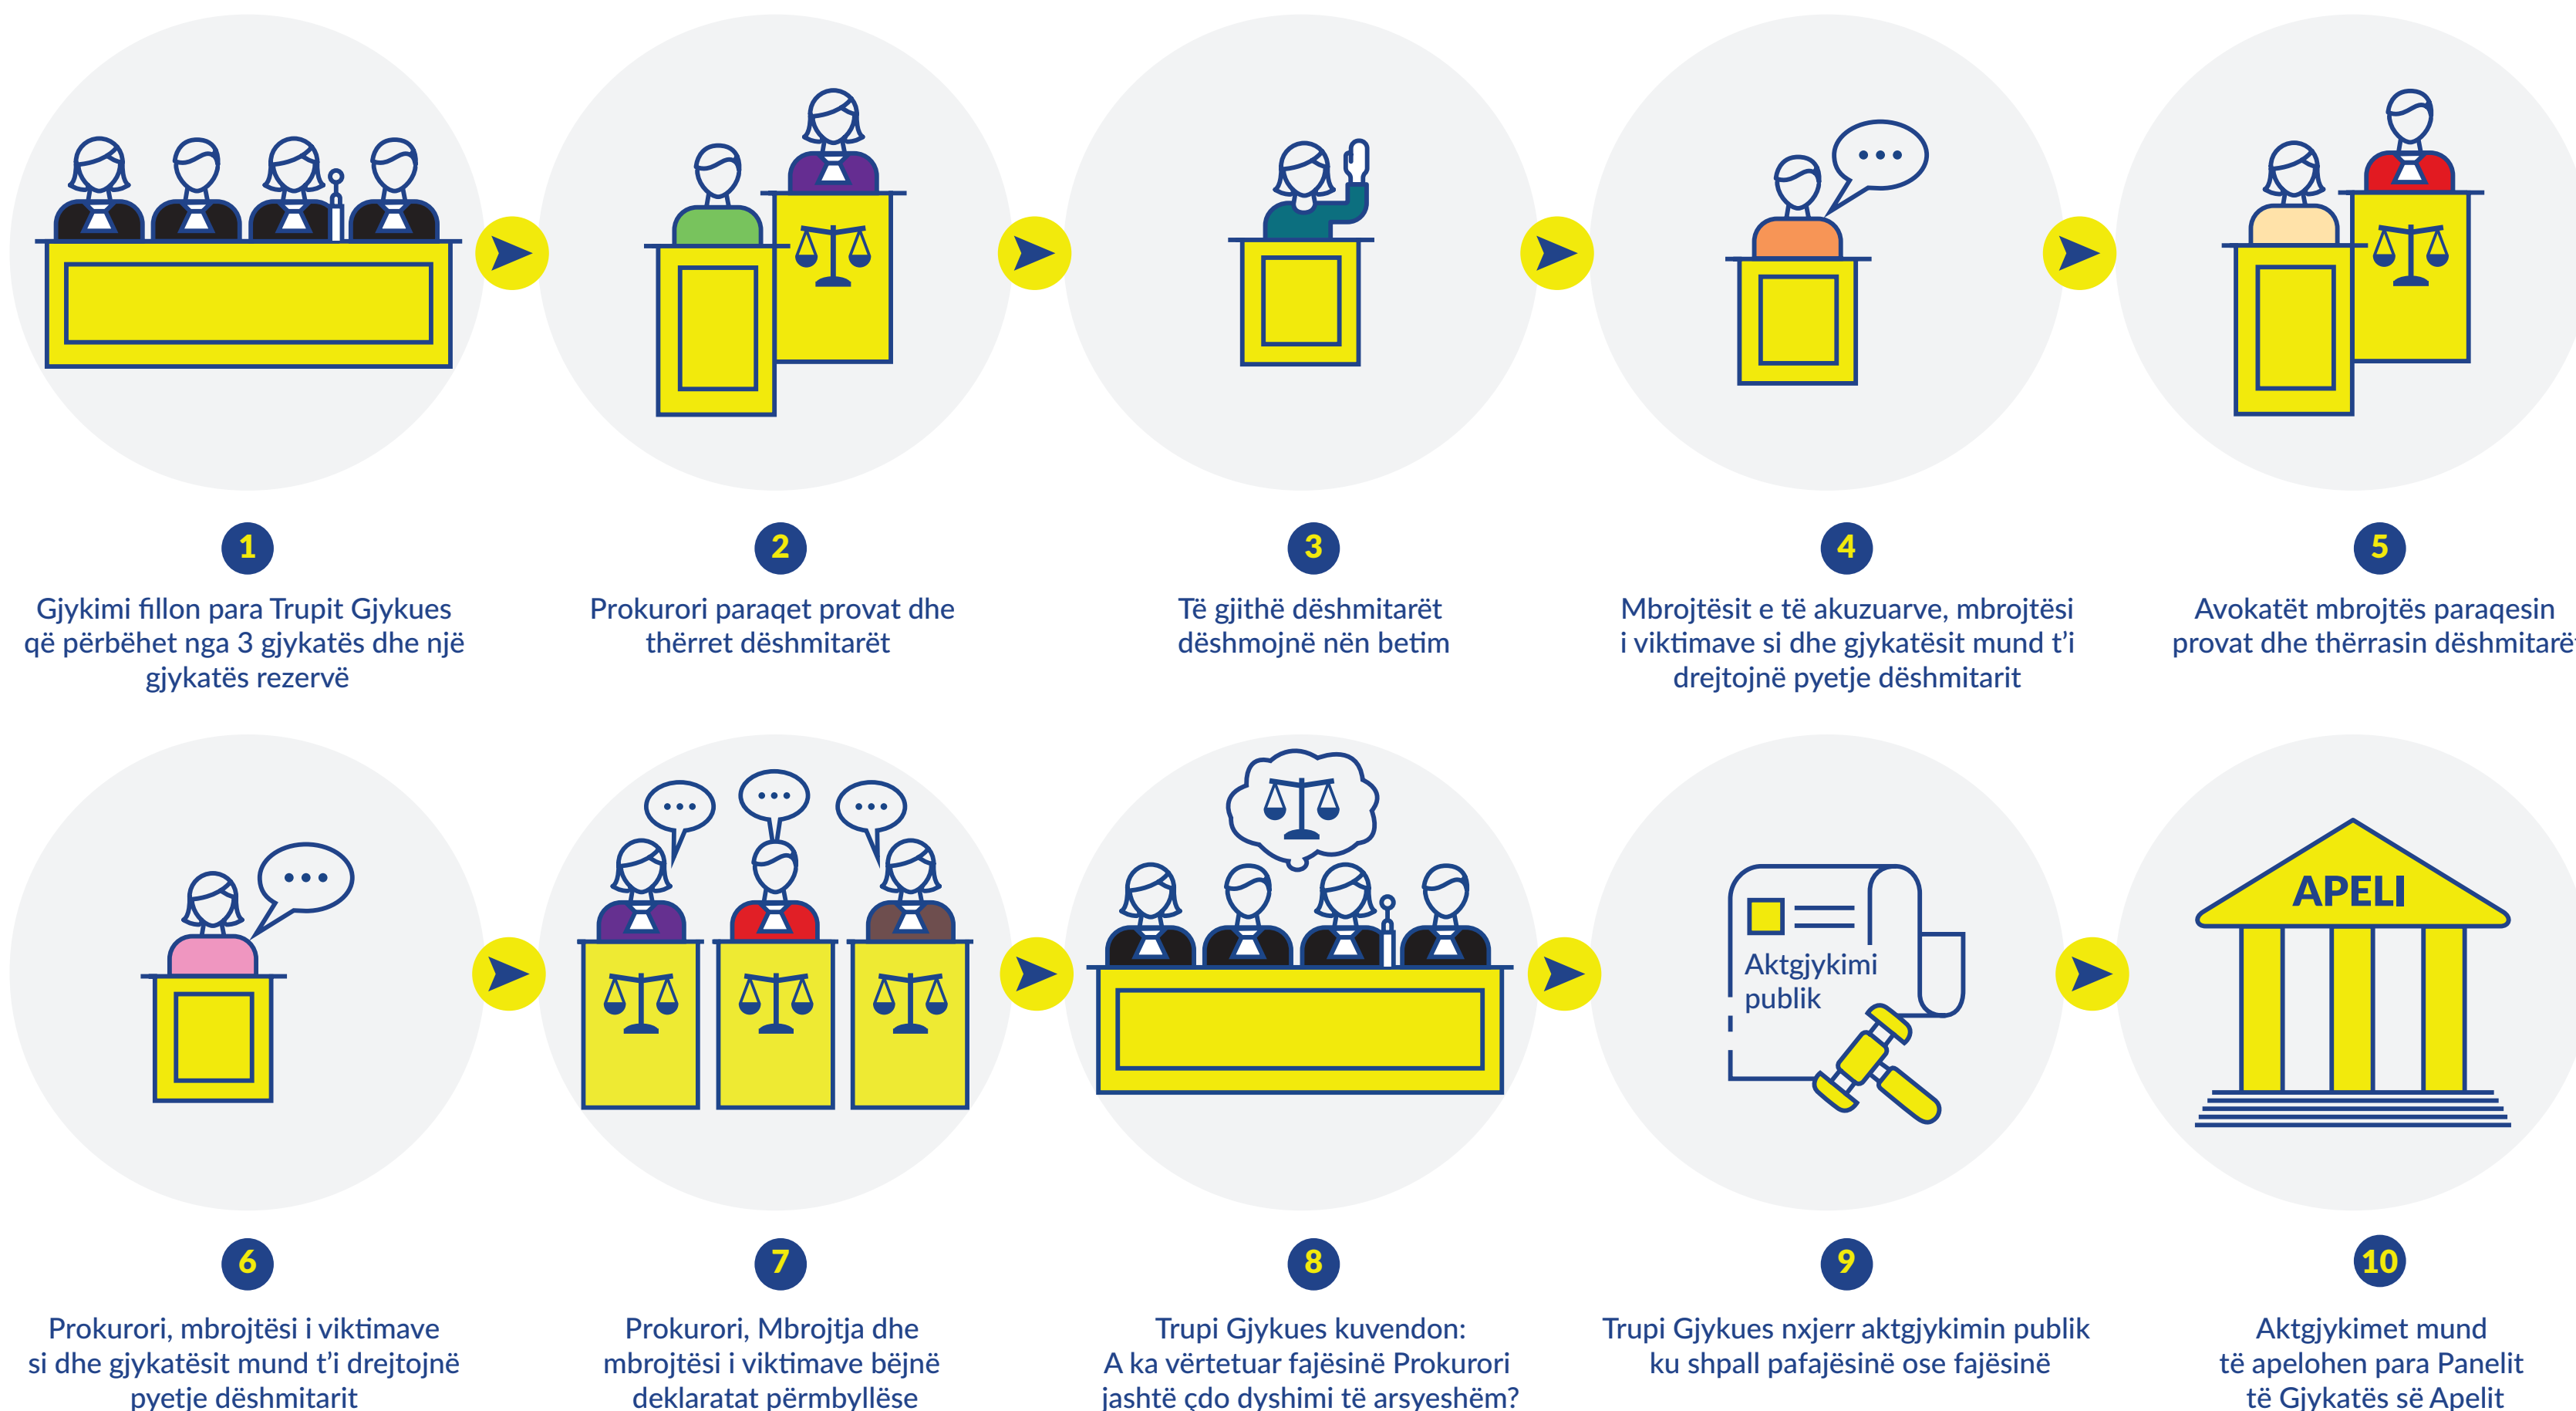 1
Gjykimi fillon para Trupit Gjykues
që përbëhet nga 3 gjykatës dhe një
gjykatës rezervë
2
Prokurori paraqet provat dhe
thërret dëshmitarët
3
Të gjithë dëshmitarët
dëshmojnë nën betim
4
Mbrojtësit e të akuzuarve, mbrojtësi
i viktimave si dhe gjykatësit mund t’i
drejtojnë pyetje dëshmitarit
5
Avokatët mbrojtës paraqesin
provat dhe thërrasin dëshmitarët
Aktgjykimi
publik
APELI
6
Prokurori, mbrojtësi i viktimave
si dhe gjykatësit mund t’i drejtojnë
pyetje dëshmitarit
7
Prokurori, Mbrojtja dhe
mbrojtësi i viktimave bëjnë
deklaratat përmbyllëse
8
Trupi Gjykues kuvendon:
A ka vërtetuar fajësinë Prokurori
jashtë çdo dyshimi të arsyeshëm?
9
Trupi Gjykues nxjerr aktgjykimin publik
ku shpall pafajësinë ose fajësinë
10
Aktgjykimet mund
të apelohen para Panelit
të Gjykatës së Apelit